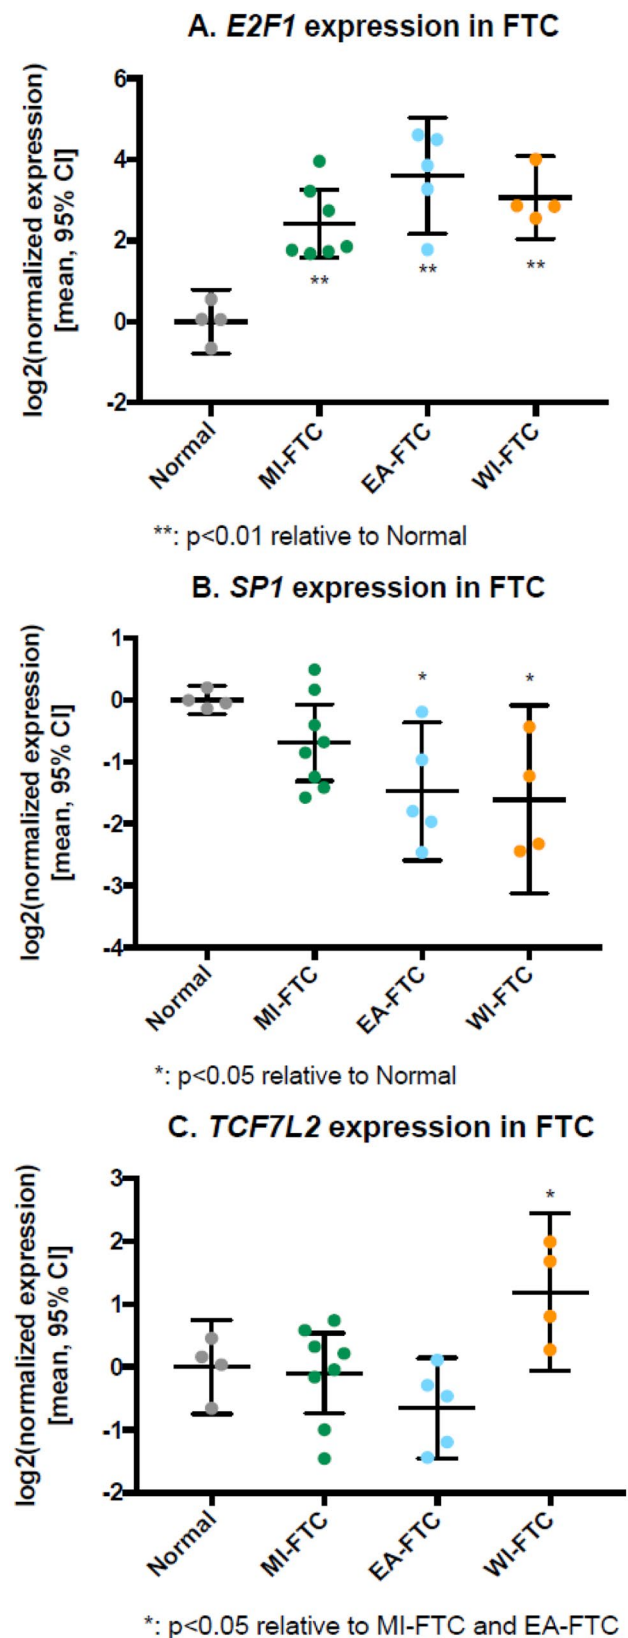 A. E2F1 expression in FTC
log2(normalized expression)
[mean, 95% CI]
6
4
2
0
-2
**
**
**
Normal
MI-FTC
EA-FTC
WI-FTC
**: p<0.01 relative to Normal
B. SP1 expression in FTC
log2(normalized expression)
[mean, 95% CI]
1
0
-1
-2
-3
-4
*
*
Normal
MI-FTC
EA-FTC
WI-FTC
*: p<0.05 relative to Normal
C. TCF7L2 expression in FTC
log2(normalized expression)
[mean, 95% CI]
3
2
1
0
-1
-2
*
Normal
MI-FTC
EA-FTC
WI-FTC
*: p<0.05 relative to MI-FTC and EA-FTC